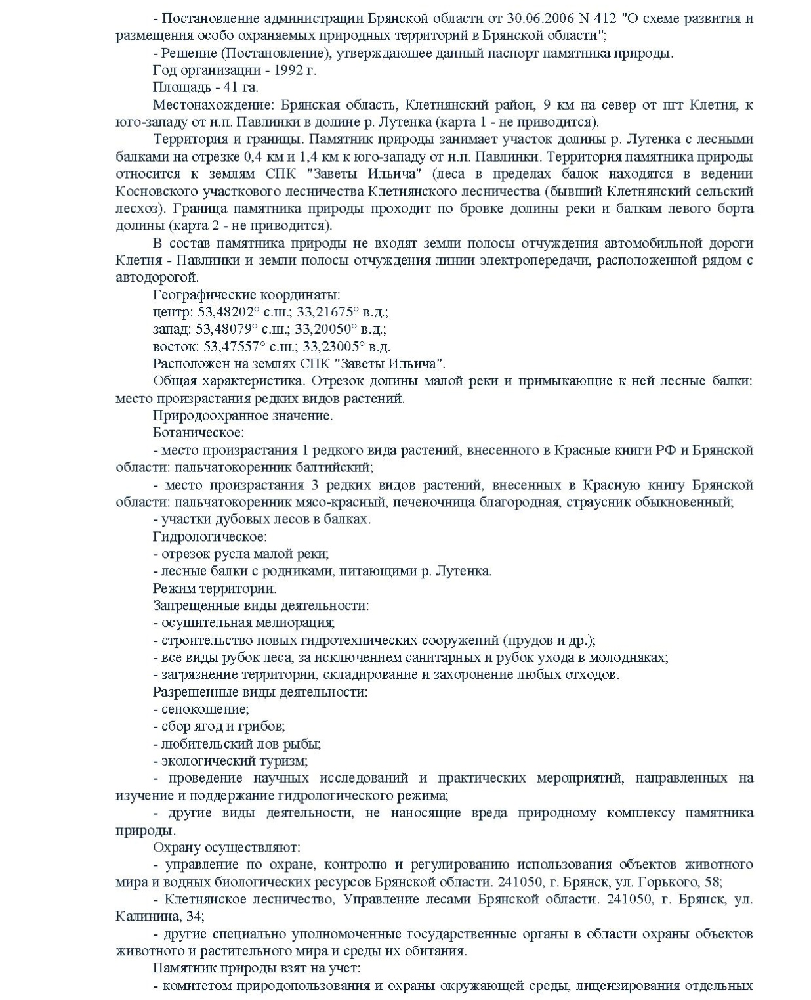 - Постановление администрации Брянской области от 30.06.2006 N 412 "О схеме развития и
размещения особо охраняемых природных территорий в Брянской области";
- Решение (Постановление), утверждающее данный паспорт памятника природы.
Год организации - 1992 г.
Площадь - 41 га.
Местонахождение: Брянская область, Клетнянский район, 9 км на север от пгт Клетня, к
юго-западу от н.п. Павлинки в долине р. Лутенка (карта 1 - не приводится).
Территория и границы. Памятник природы занимает участок долины р. Лутенка с лесными
балками на отрезке 0,4 км и 1,4 км к юго-западу от н.п. Павлинки. Территория памятника природы
относится к землям СПК "Заветы Ильича" (леса в пределах балок находятся в ведении
Косновского участкового лесничества Клетнянского лесничества (бывший Клетнянский сельский
лесхоз). Граница памятника природы проходит по бровке долины реки и балкам левого борта
долины (карта 2 - не приводится).
В состав памятника природы не входят земли полосы отчуждения автомобильной дороги
Клетня - Павлинки и земли полосы отчуждения линии электропередачи, расположенной рядом с
автодорогой.
Географические координаты:
центр: 53,48202° с.ш.; 33,21675° в.д.;
запад: 53,48079° с.ш.; 33,20050° в.д.;
восток: 53,47557° с.ш.; 33,23005° в.д.
Расположен на землях СПК "Заветы Ильича".
Общая характеристика. Отрезок долины малой реки и примыкающие к ней лесные балки:
место произрастания редких видов растений.
Природоохранное значение.
Ботаническое:
- место произрастания 1 редкого вида растений, внесенного в Красные книги РФ и Брянской
области: пальчатокоренник балтийский;
- место произрастания 3 редких видов растений, внесенных в Красную книгу Брянской
области: пальчатокоренник мясо-красный, печеночница благородная, страусник обыкновенный;
- участки дубовых лесов в балках.
Гидрологическое:
- отрезок русла малой реки;
- лесные балки с родниками, питающими р. Лутенка.
Режим территории.
Запрещенные виды деятельности:
- осушительная мелиорация;
- строительство новых гидротехнических сооружений (прудов и др.);
- все виды рубок леса, за исключением санитарных и рубок ухода в молодняках;
- загрязнение территории, складирование и захоронение любых отходов.
Разрешенные виды деятельности:
- сенокошение;
- сбор ягод и грибов;
- любительский лов рыбы;
- экологический туризм;
- проведение научных исследований и практических мероприятий, направленных на
изучение и поддержание гидрологического режима;
- другие виды деятельности, не наносящие вреда природному комплексу памятника
природы.
Охрану осуществляют:
- управление по охране, контролю и регулированию использования объектов животного
мира и водных биологических ресурсов Брянской области. 241050, г. Брянск, ул. Горького, 58;
- Клетнянское лесничество, Управление лесами Брянской области. 241050, г. Брянск, ул.
Калинина, 34;
- другие специально уполномоченные государственные органы в области охраны объектов
животного и растительного мира и среды их обитания.
Памятник природы взят на учет:
- комитетом природопользования и охраны окружающей среды, лицензирования отдельных